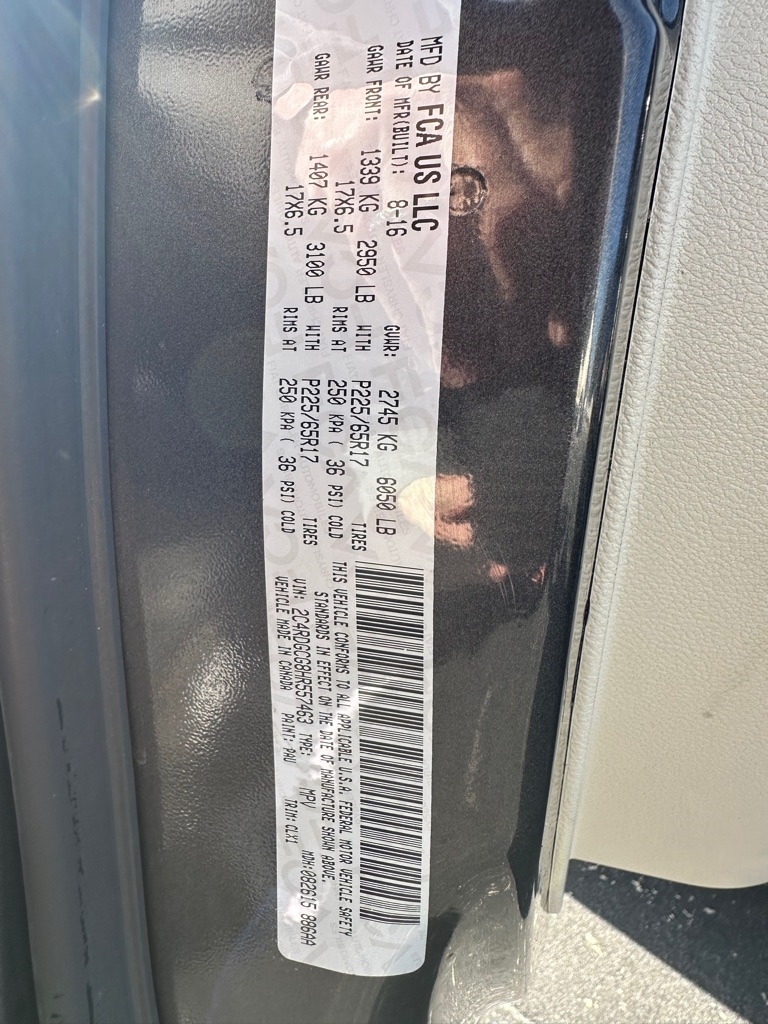 MFD BY FCA US LLC
DATE OF MFR(BUILT): 8-16 GVWR: 2745 KG 6050 LB
GAWR FRONT: 1339 KG 2950 LB WITH P225/65R17 TIRES
17X6.5 RIMS AT 250 KPA ( 36 PSI) COLD
GAWR REAR: 1407 KG 3100 LB WITH P225/65R17 TIRES
17X6.5 RIMS AT 250 KPA ( 36 PSI) COLD
THIS VEHICLE CONFORMS TO ALL APPLICABLE U.S.A. FEDERAL MOTOR VEHICLE SAFETY
STANDARDS IN EFFECT ON THE DATE OF MANUFACTURE SHOWN ABOVE.
VIN: 2C4RDGCG8HR557463 TYPE: MPV MDH:082615 886AA
VEHICLE MADE IN CANADA PAINT: PAU TRIM: CLX1